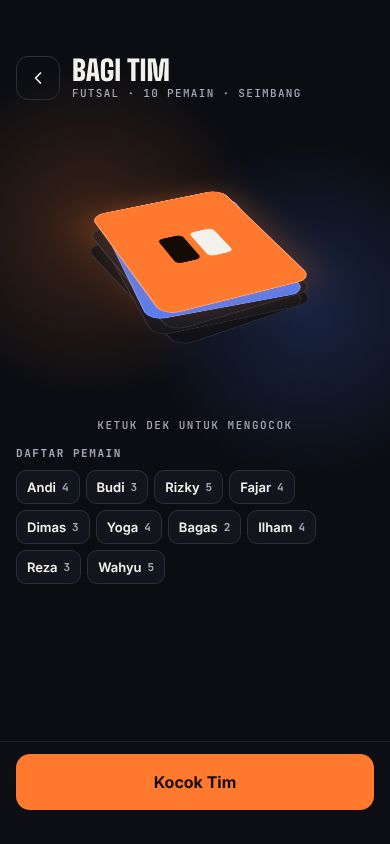 BAGI TIM
FUTSAL · 10 PEMAIN · SEIMBANG
KETUK DEK UNTUK MENGOCOK
DAFTAR PEMAIN
Andi 4 Budi 3 Rizky 5 Fajar 4
Dimas 3 Yoga 4 Bagas 2 Ilham 4
Reza 3 Wahyu 5
Kocok Tim